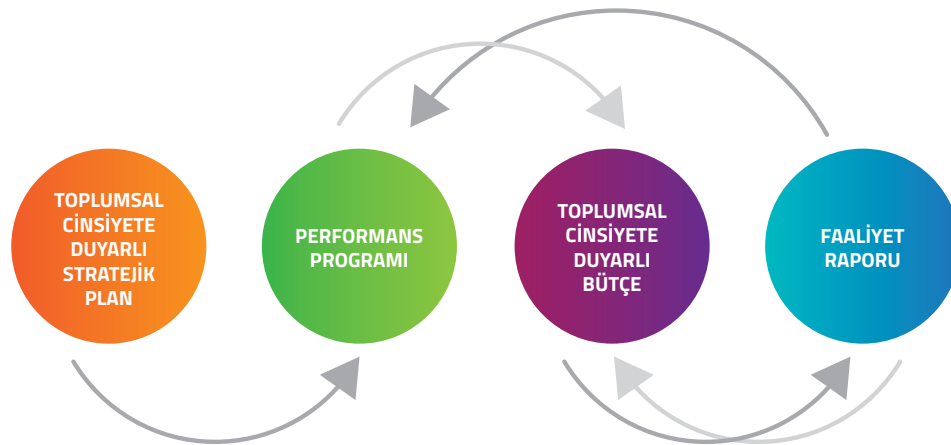 TOPLUMSAL
CİNSİYETE
DUYARLI
STRATEJİK
PLAN
PERFORMANS
PROGRAMI
TOPLUMSAL
CİNSİYETE
DUYARLI
BÜTÇE
FAALİYET
RAPORU